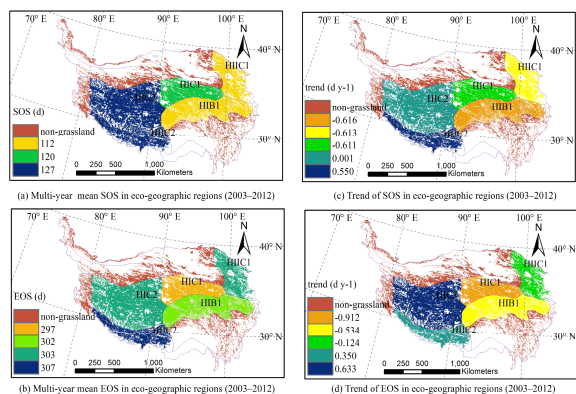 70° E 80° E 90° E 100° E
N
40° N
HIIC1
HIC1
HIB1
HIIC2
30° N
SOS (d)
non-grassland
112
120
127
0 250 500 1,000
Kilometers
(a) Multi-year mean SOS in eco-geographic regions (2003–2012)
70° E 80° E 90° E 100° E
N
40° N
HIIC1
HIC1
HIB1
HIIC2
30° N
trend (d y-1)
non-grassland
-0.616
-0.613
-0.611
0.001
0.550
0 250 500 1,000
Kilometers
(c) Trend of SOS in eco-geographic regions (2003–2012)
70° E 80° E 90° E 100° E
N
40° N
HIIC1
HIC2
HIC1
HIB1
HIIC2
30° N
EOS (d)
non-grassland
297
302
303
307
0 250 500 1,000
Kilometers
(b) Multi-year mean EOS in eco-geographic regions (2003–2012)
70° E 80° E 90° E 100° E
N
40° N
HIIC1
HIC1
HIB1
HIIC2
30° N
trend (d y-1)
non-grassland
-0.912
-0.534
-0.124
0.350
0.633
0 250 500 1,000
Kilometers
(d) Trend of EOS in eco-geographic regions (2003–2012)